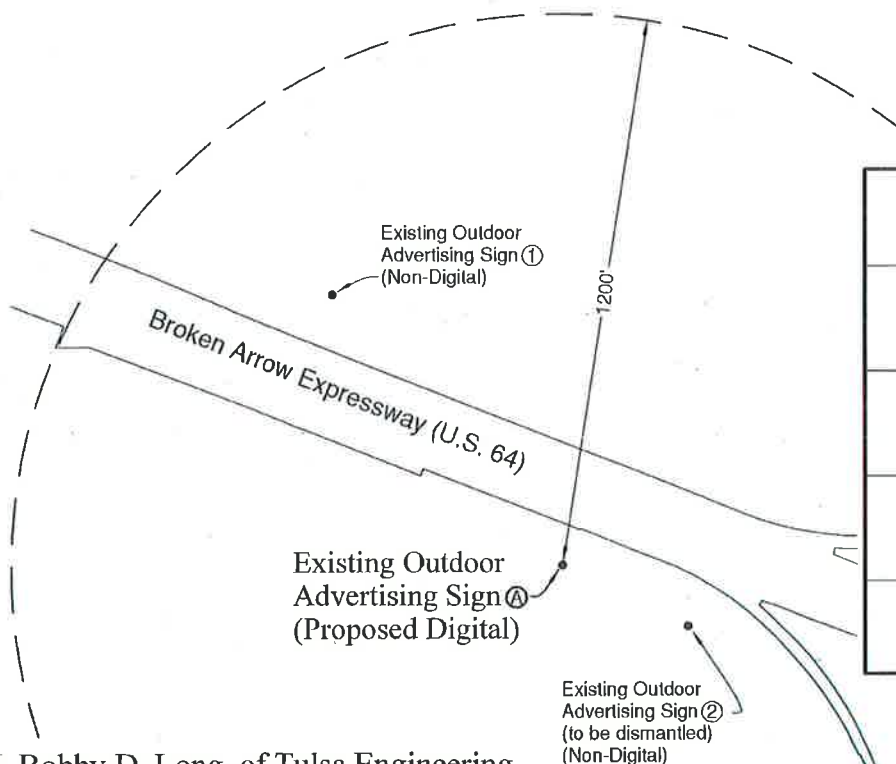 Existing Outdoor
Advertising Sign ①
(Non-Digital)
1200'
Broken Arrow Expressway (U.S. 64)
Existing Outdoor
Advertising Sign Ⓐ
(Proposed Digital)
Existing Outdoor
Advertising Sign ②
(to be dismantled)
(Non-Digital)
Bobby D. Long, of Tulsa Engineering